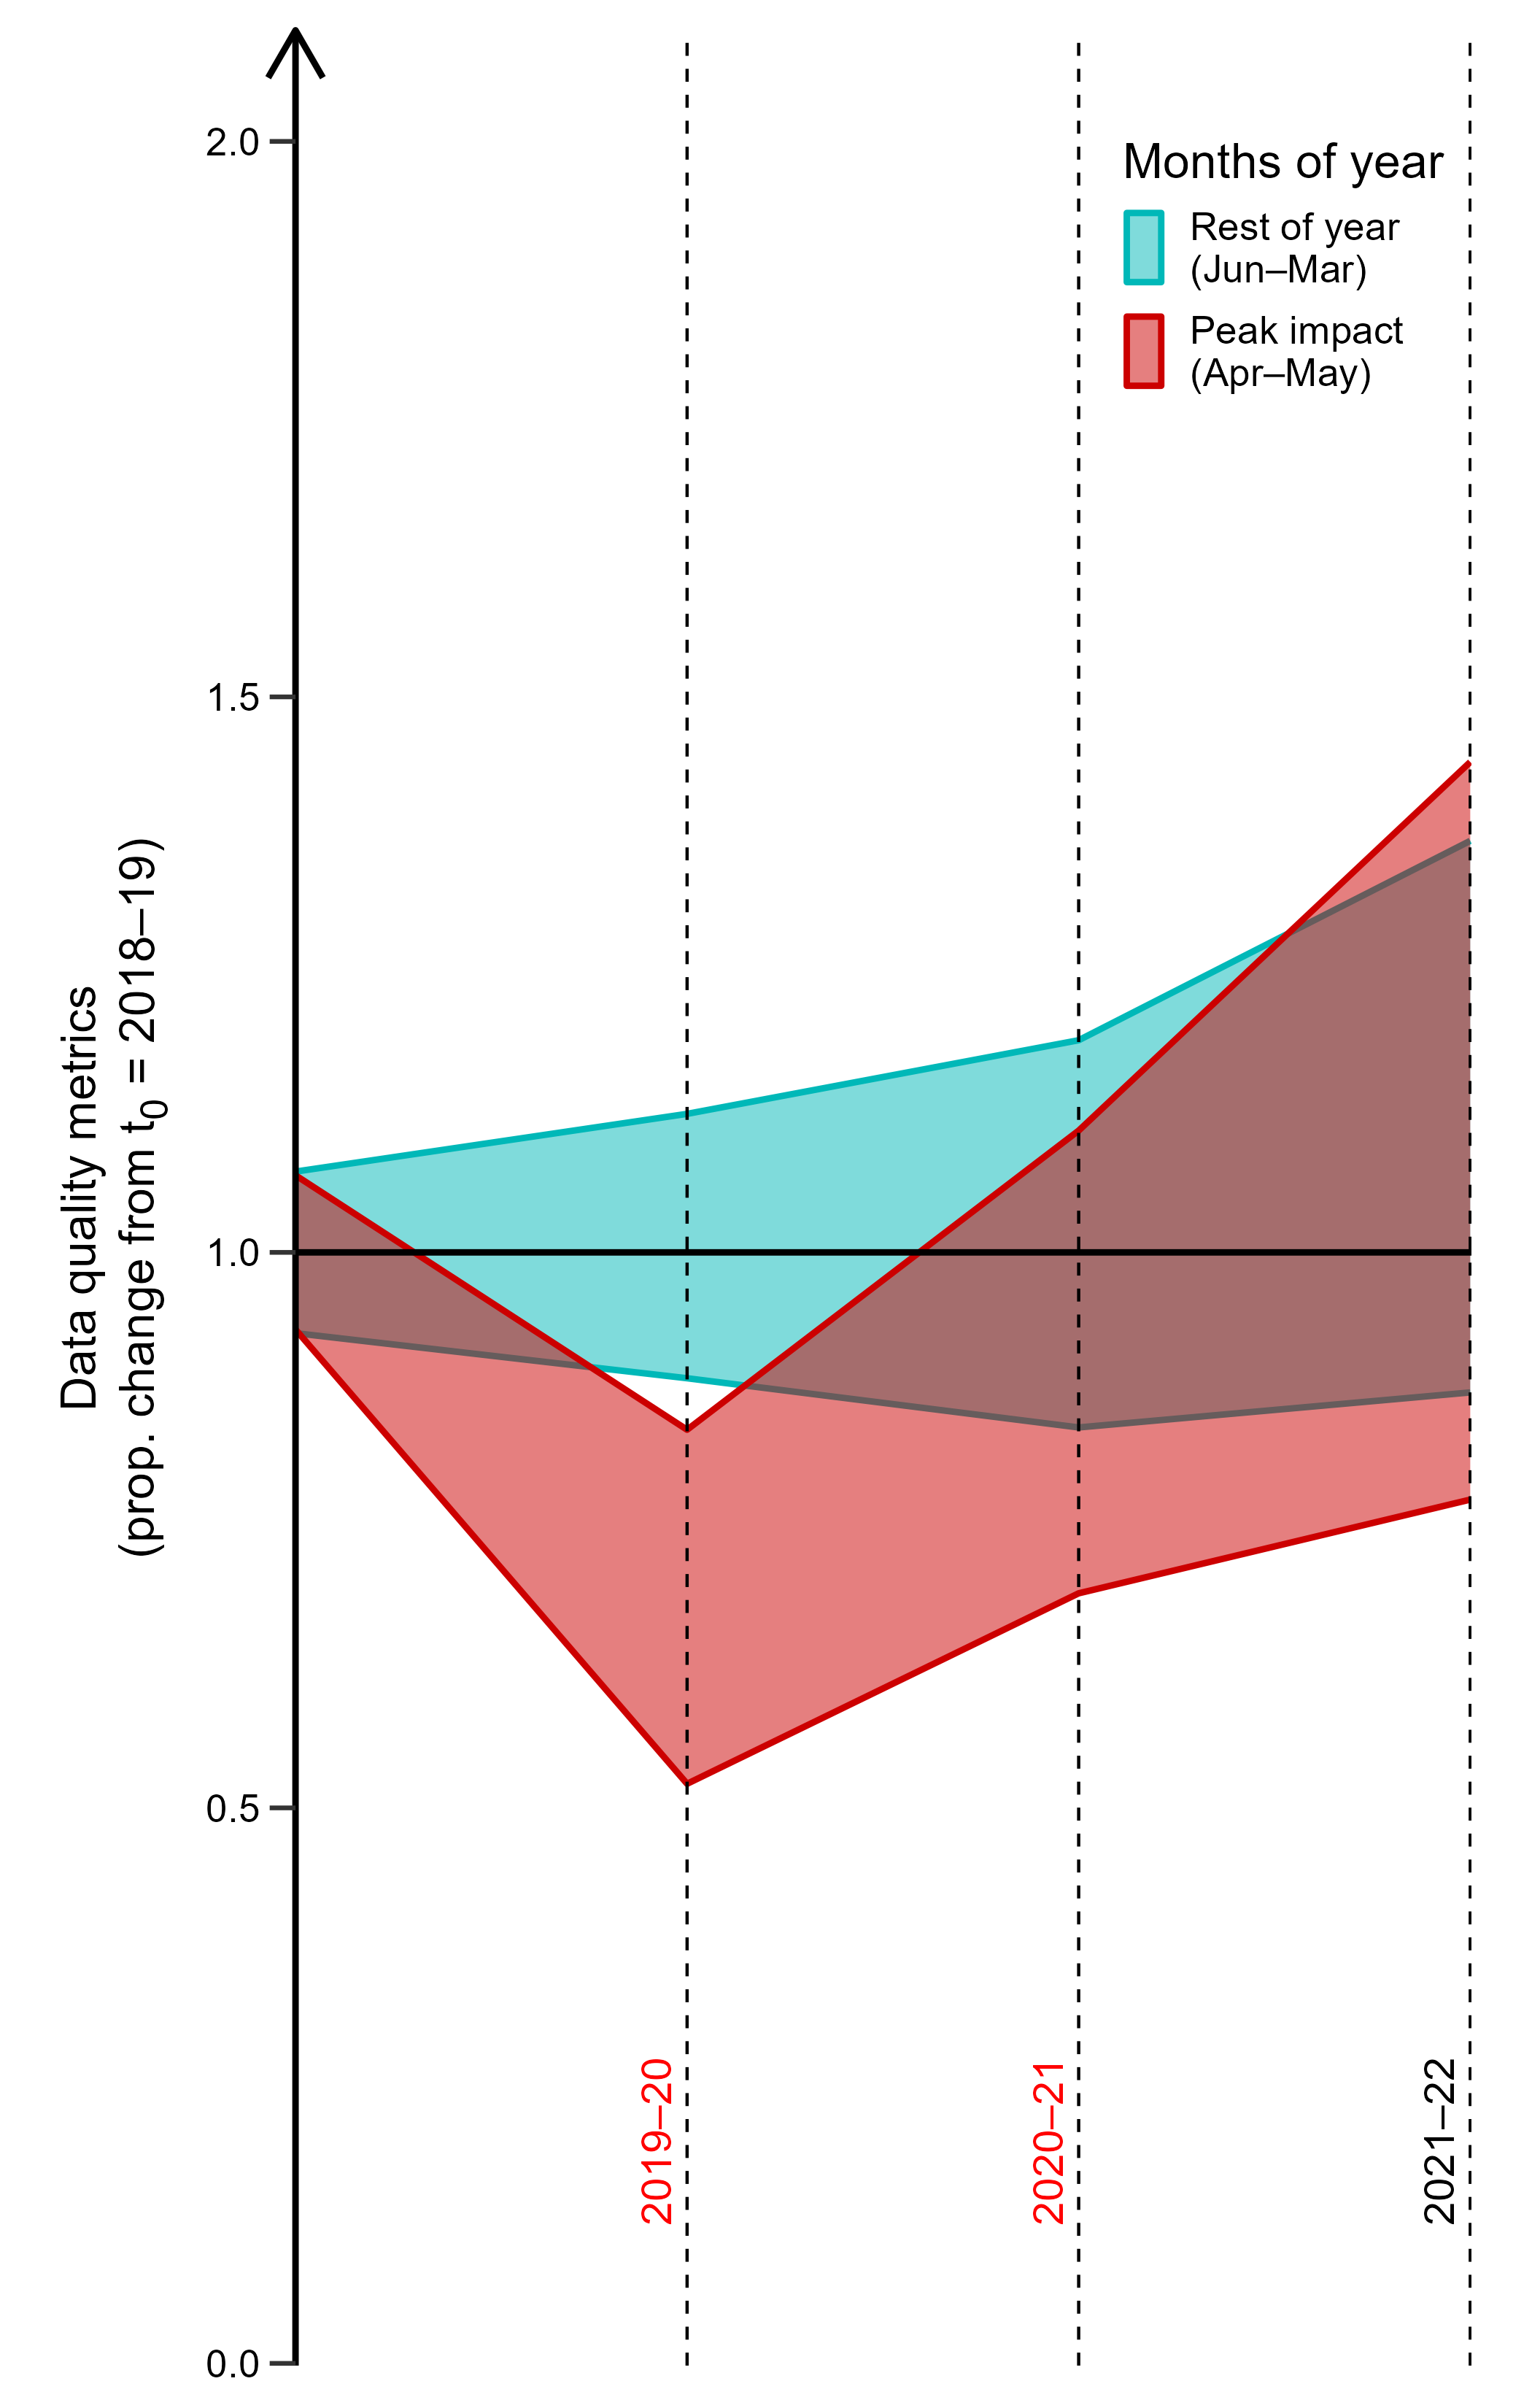 2.0
1.5
1.0
0.5
0.0
Data quality metrics
(prop. change from t₀ = 2018–19)
Months of year
Rest of year
(Jun–Mar)
Peak impact
(Apr–May)
2019–20
2020–21
2021–22